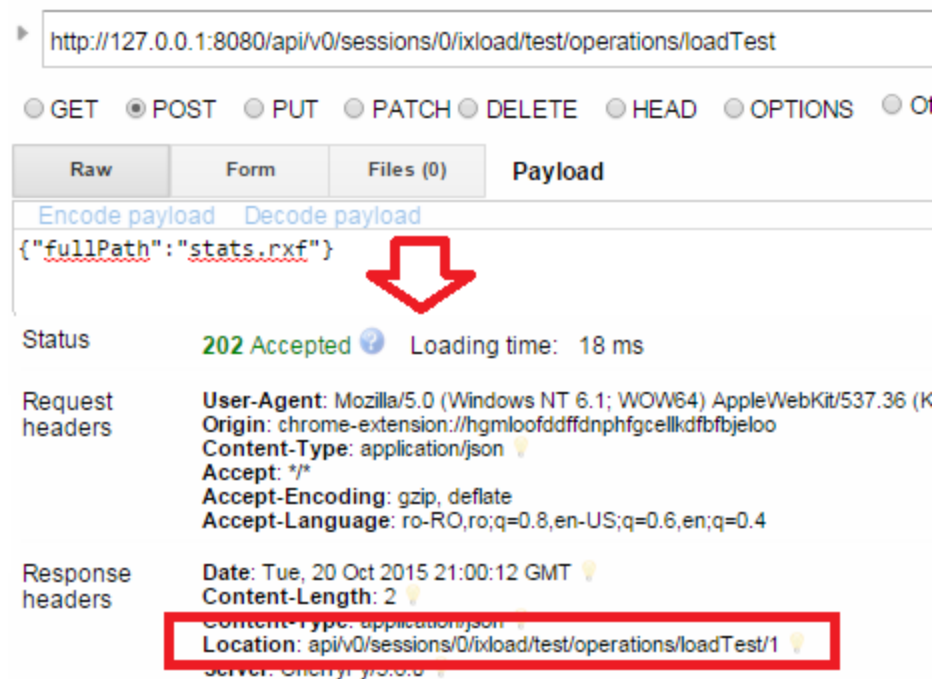 http://127.0.0.1:8080/api/v0/sessions/0/ixload/test/operations/loadTest
GET POST PUT PATCH DELETE HEAD OPTIONS
Raw Form Files (0) Payload
Encode payload Decode payload
{"fullPath":"stats.rxf"}
Status 202 Accepted Loading time: 18 ms
Request headers
User-Agent: Mozilla/5.0 (Windows NT 6.1; WOW64) AppleWebKit/537.36 (K
Origin: chrome-extension://hgmloofddffdnphfgcellkdfbfbjeloo
Content-Type: application/json
Accept: */*
Accept-Encoding: gzip, deflate
Accept-Language: ro-RO,ro;q=0.8,en-US;q=0.6,en;q=0.4
Response headers
Date: Tue, 20 Oct 2015 21:00:12 GMT
Content-Length: 2
Content-Type: application/json
Location: api/v0/sessions/0/ixload/test/operations/loadTest/1